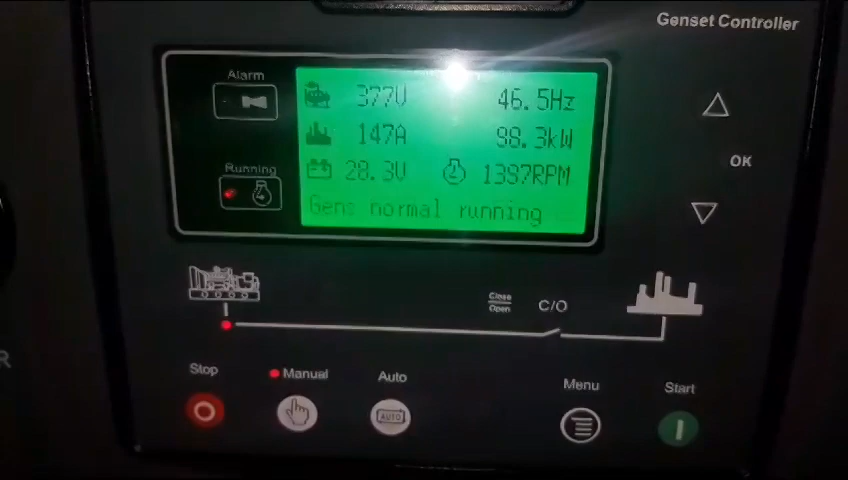 Genset Controller
Alarm
377V 46.5Hz
147A 98.3kW
Running
28.3V 1397RPM
Gens normal running
OK
Close
Open
C/O
Stop
Manual
Auto
AUTO
Menu
Start
R